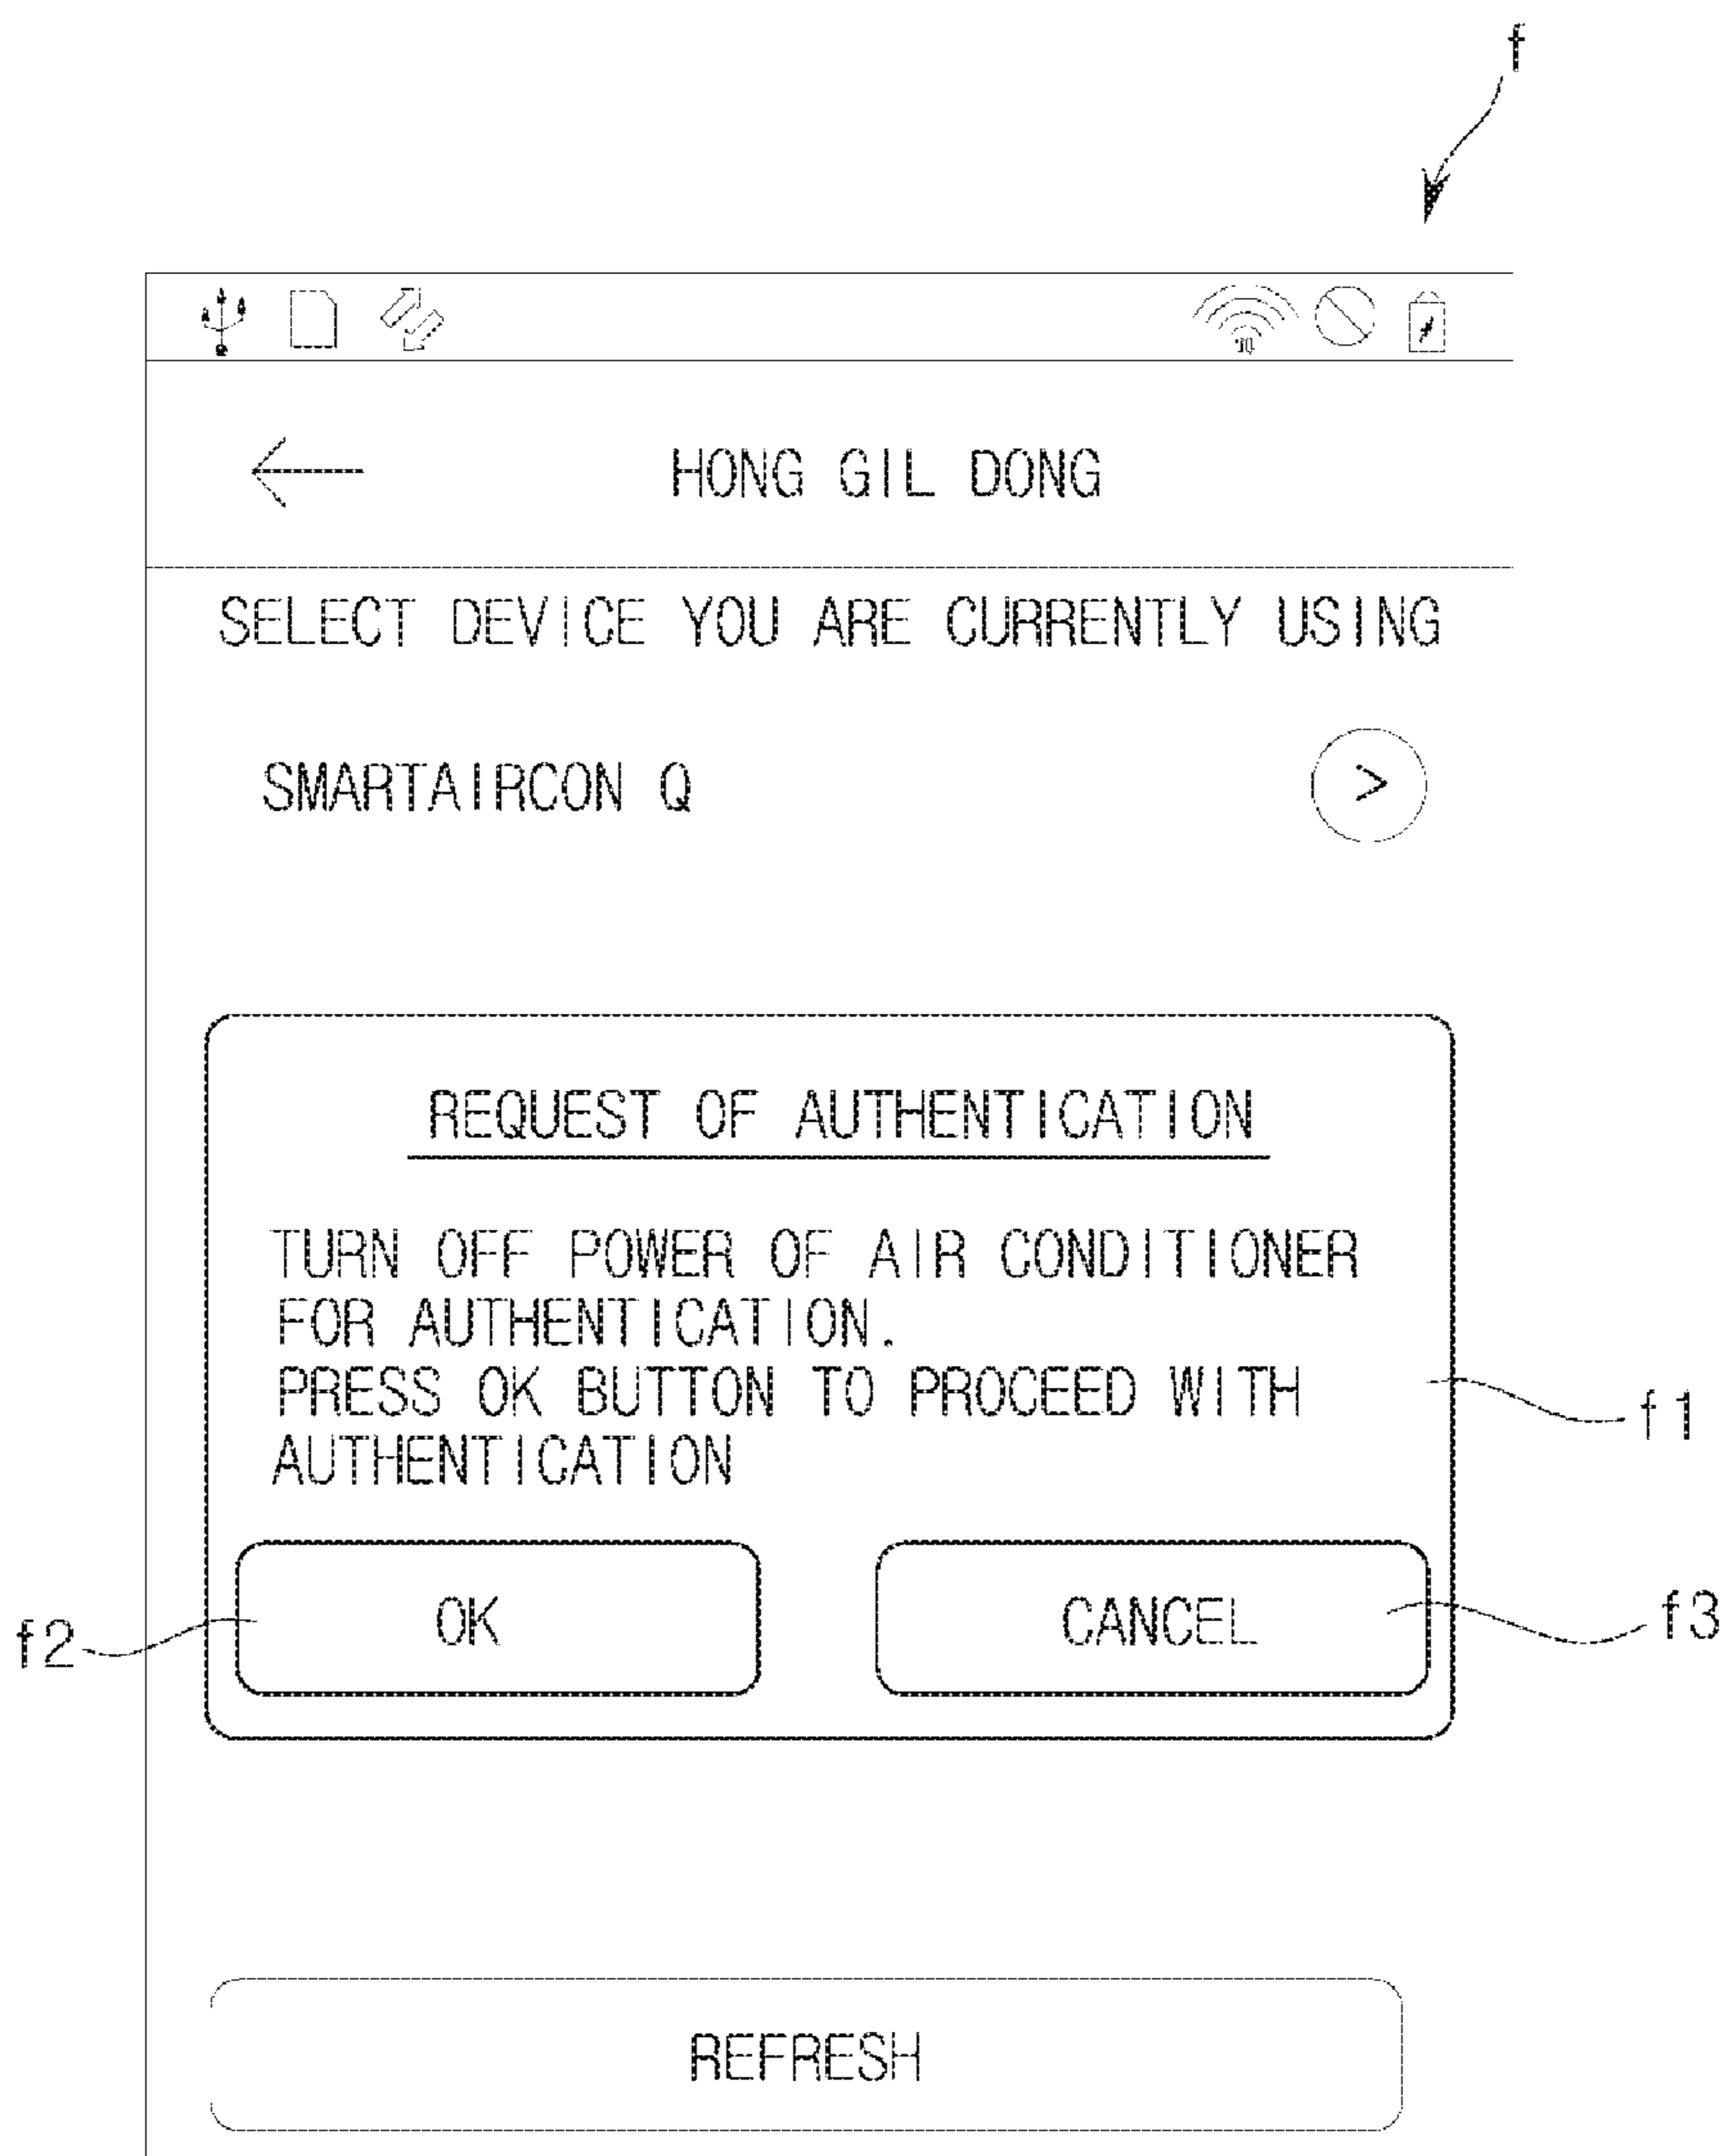 f
HONG GIL DONG
SELECT DEVICE YOU ARE CURRENTLY USING
SMARTAIRCON Q
>
REQUEST OF AUTHENTICATION
TURN OFF POWER OF AIR CONDITIONER
FOR AUTHENTICATION.
PRESS OK BUTTON TO PROCEED WITH
AUTHENTICATION
f1
f2
OK
CANCEL
f3
REFRESH